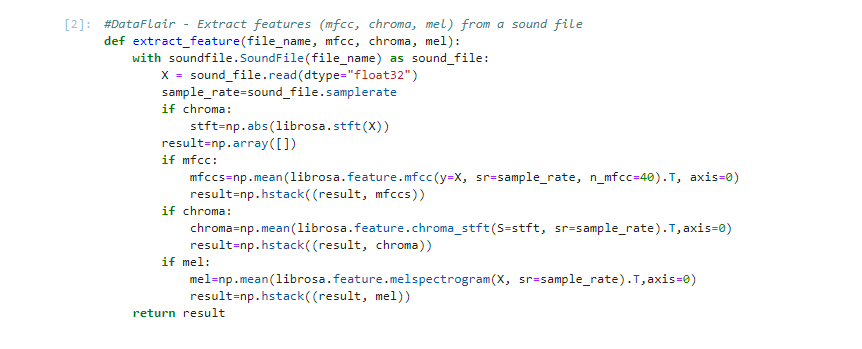 [2]: #DataFlair - Extract features (mfcc, chroma, mel) from a sound file
def extract_feature(file_name, mfcc, chroma, mel):
    with soundfile.SoundFile(file_name) as sound_file:
        X = sound_file.read(dtype="float32")
        sample_rate=sound_file.samplerate
        if chroma:
            stft=np.abs(librosa.stft(X))
        result=np.array([])
        if mfcc:
            mfccs=np.mean(librosa.feature.mfcc(y=X, sr=sample_rate, n_mfcc=40).T, axis=0)
            result=np.hstack((result, mfccs))
        if chroma:
            chroma=np.mean(librosa.feature.chroma_stft(S=stft, sr=sample_rate).T,axis=0)
            result=np.hstack((result, chroma))
        if mel:
            mel=np.mean(librosa.feature.melspectrogram(X, sr=sample_rate).T,axis=0)
            result=np.hstack((result, mel))
    return result